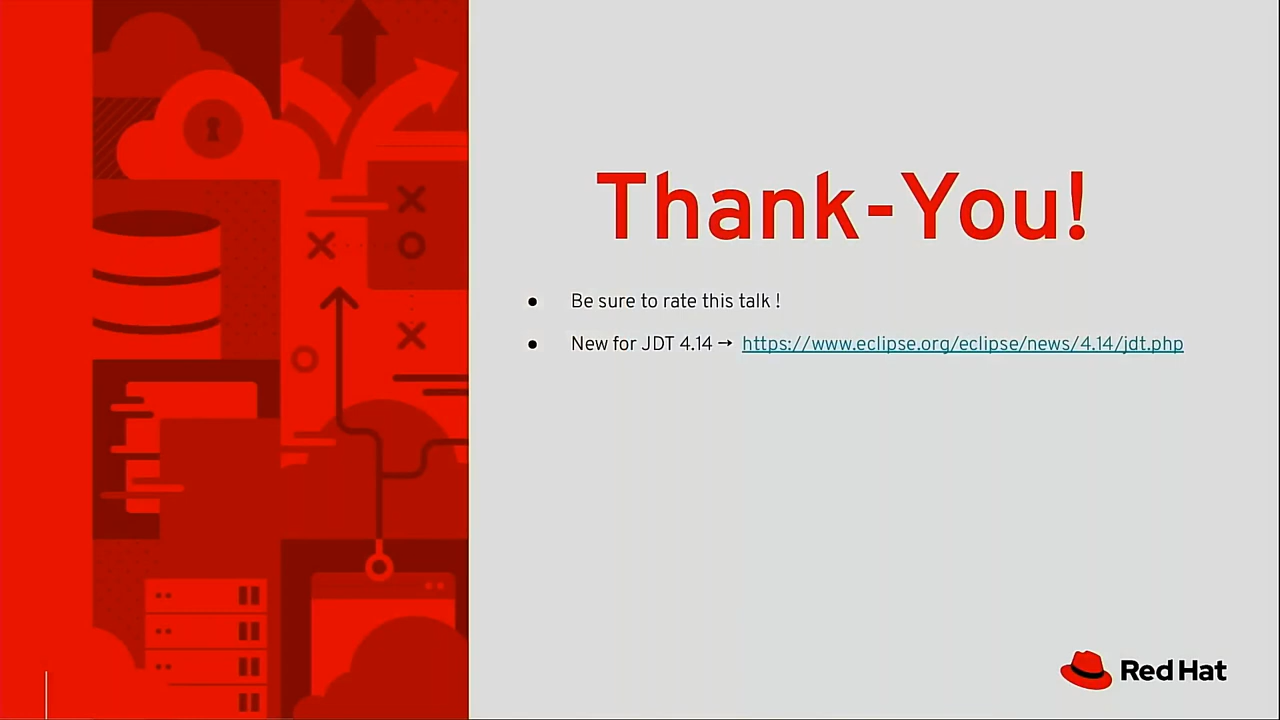 Thank-You!
● Be sure to rate this talk !
● New for JDT 4.14 → https://www.eclipse.org/eclipse/news/4.14/jdt.php
Red Hat